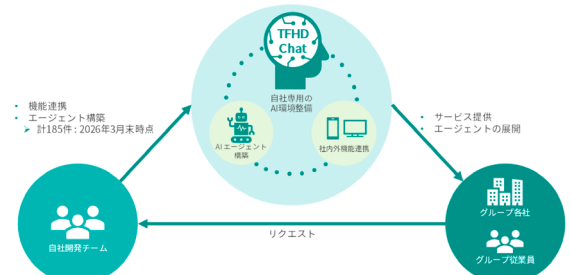 TFHD
Chat
自社専用の
AI環境整備
• 機能連携
• エージェント構築
➢ 計185件 : 2026年3月末時点
AI エージェント
構築
社内外機能連携
• サービス提供
• エージェントの展開
グループ各社
リクエスト
自社開発チーム
グループ従業員